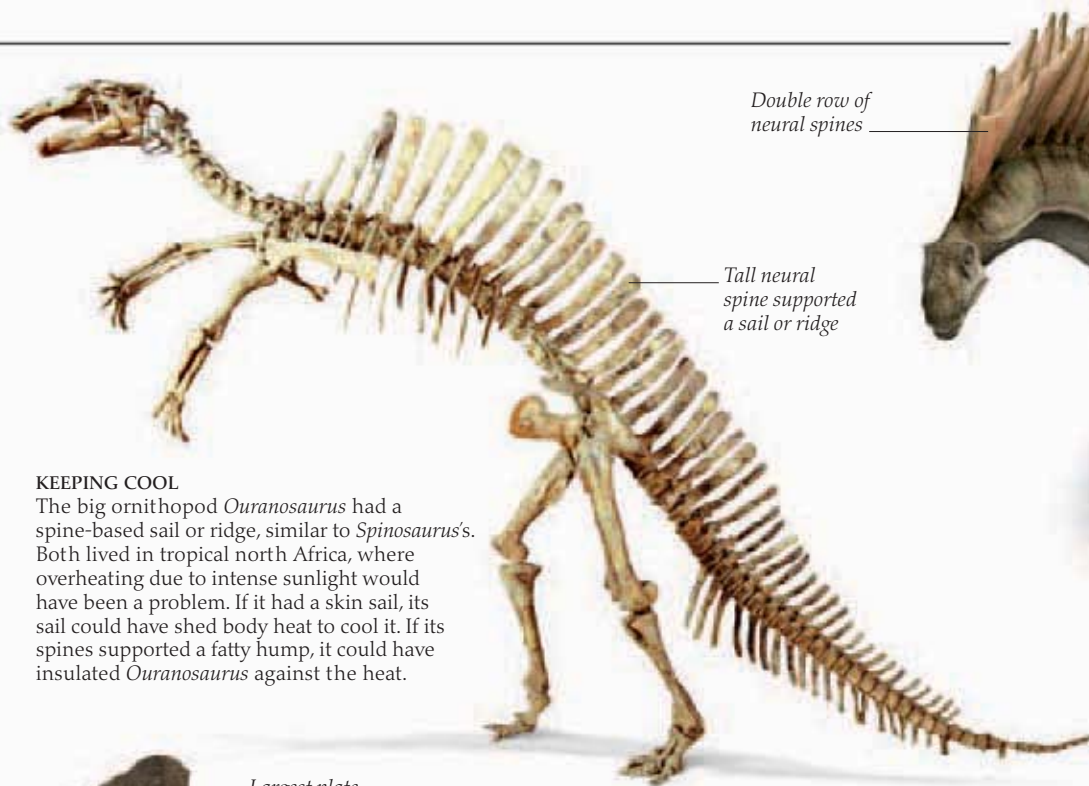 Double row of
neural spines
Tall neural
spine supported
a sail or ridge
KEEPING COOL
The big ornithopod Ouranosaurus had a
spine-based sail or ridge, similar to Spinosaurus's.
Both lived in tropical north Africa, where
overheating due to intense sunlight would
have been a problem. If it had a skin sail, its
sail could have shed body heat to cool it. If its
spines supported a fatty hump, it could have
insulated Ouranosaurus against the heat.
Largest plate